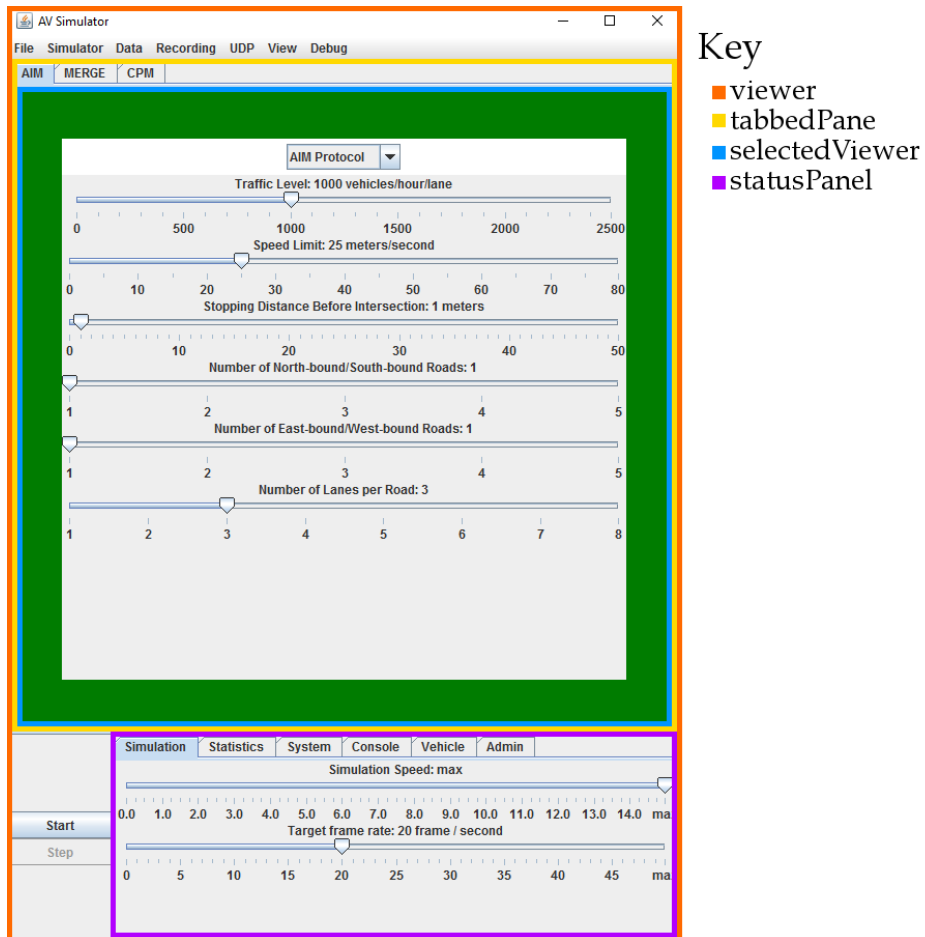 AV Simulator
File Simulator Data Recording UDP View Debug
AIM MERGE CPM
AIM Protocol
Traffic Level: 1000 vehicles/hour/lane
0 500 1000 1500 2000 2500
Speed Limit: 25 meters/second
0 10 20 30 40 50 60 70 80
Stopping Distance Before Intersection: 1 meters
0 10 20 30 40 50
Number of North-bound/South-bound Roads: 1
1 2 3 4 5
Number of East-bound/West-bound Roads: 1
1 2 3 4 5
Number of Lanes per Road: 3
1 2 3 4 5 6 7 8
Simulation Statistics System Console Vehicle Admin
Simulation Speed: max
0.0 1.0 2.0 3.0 4.0 5.0 6.0 7.0 8.0 9.0 10.0 11.0 12.0 13.0 14.0 ma
Start
Target frame rate: 20 frame / second
Step
0 5 10 15 20 25 30 35 40 45 ma
Key
viewer
tabbedPane
selectedViewer
statusPanel